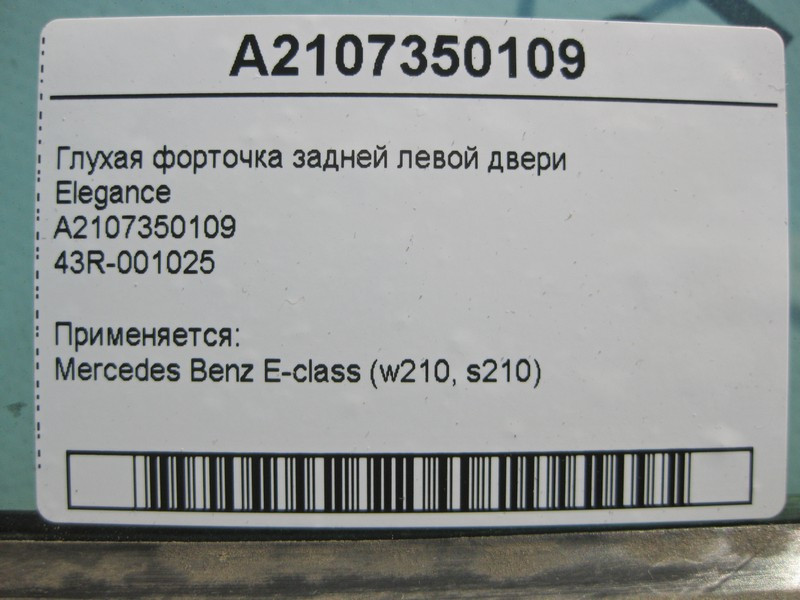 A2107350109
Глухая форточка задней левой двери
Elegance
A2107350109
43R-001025
Применяется:
Mercedes Benz E-class (w210, s210)